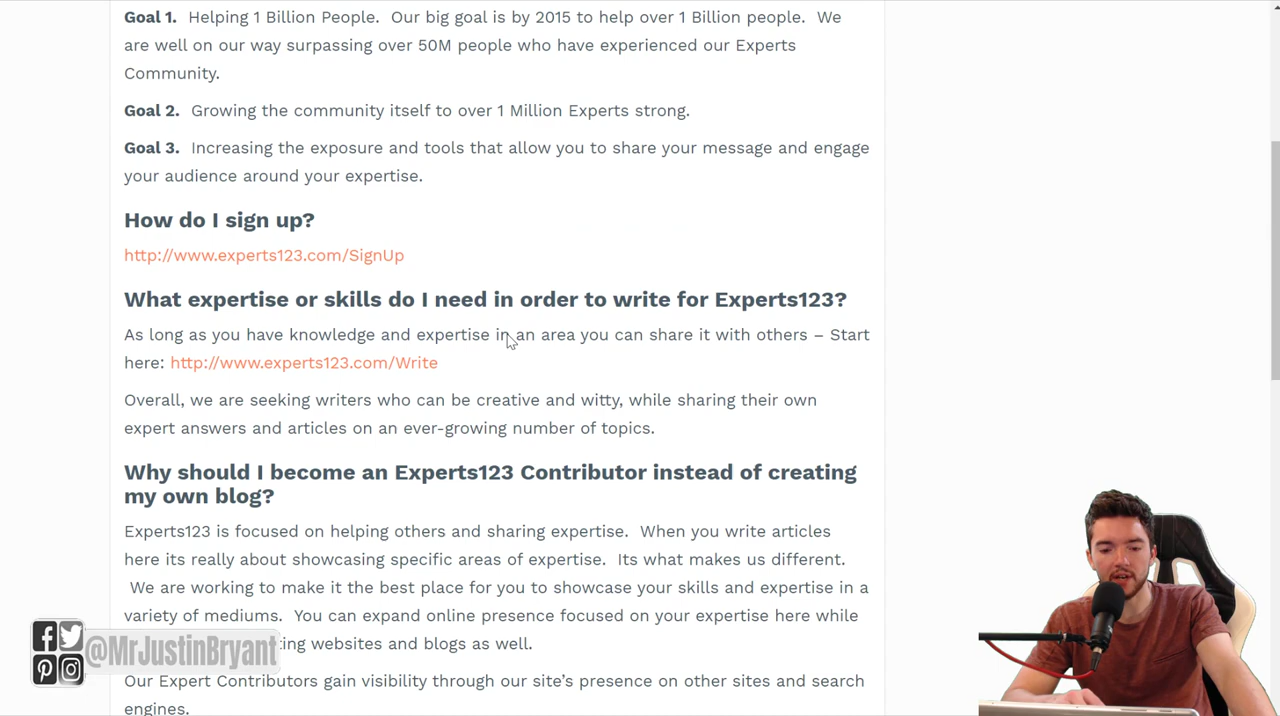 Goal 1. Helping 1 Billion People. Our big goal is by 2015 to help over 1 Billion people. We
are well on our way surpassing over 50M people who have experienced our Experts
Community.
Goal 2. Growing the community itself to over 1 Million Experts strong.
Goal 3. Increasing the exposure and tools that allow you to share your message and engage
your audience around your expertise.
How do I sign up?
http://www.experts123.com/SignUp
What expertise or skills do I need in order to write for Experts123?
As long as you have knowledge and expertise in an area you can share it with others – Start
here: http://www.experts123.com/Write
Overall, we are seeking writers who can be creative and witty, while sharing their own
expert answers and articles on an ever-growing number of topics.
Why should I become an Experts123 Contributor instead of creating
my own blog?
Experts123 is focused on helping others and sharing expertise. When you write articles
here its really about showcasing specific areas of expertise. Its what makes us different.
We are working to make it the best place for you to showcase your skills and expertise in a
variety of mediums. You can expand online presence focused on your expertise here while
ting websites and blogs as well.
@MrJustinBryant
Our Expert Contributors gain visibility through our site's presence on other sites and search
engines.